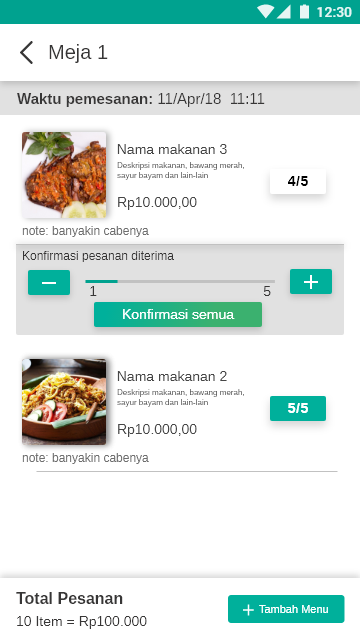 12:30
Meja 1
Waktu pemesanan: 11/Apr/18 11:11
Nama makanan 3
Deskripsi makanan, bawang merah,
sayur bayam dan lain-lain
4/5
Rp10.000,00
note: banyakin cabenya
Konfirmasi pesanan diterima
1 5
Konfirmasi semua
Nama makanan 2
Deskripsi makanan, bawang merah,
sayur bayam dan lain-lain
5/5
Rp10.000,00
note: banyakin cabenya
Total Pesanan
10 Item = Rp100.000
Tambah Menu